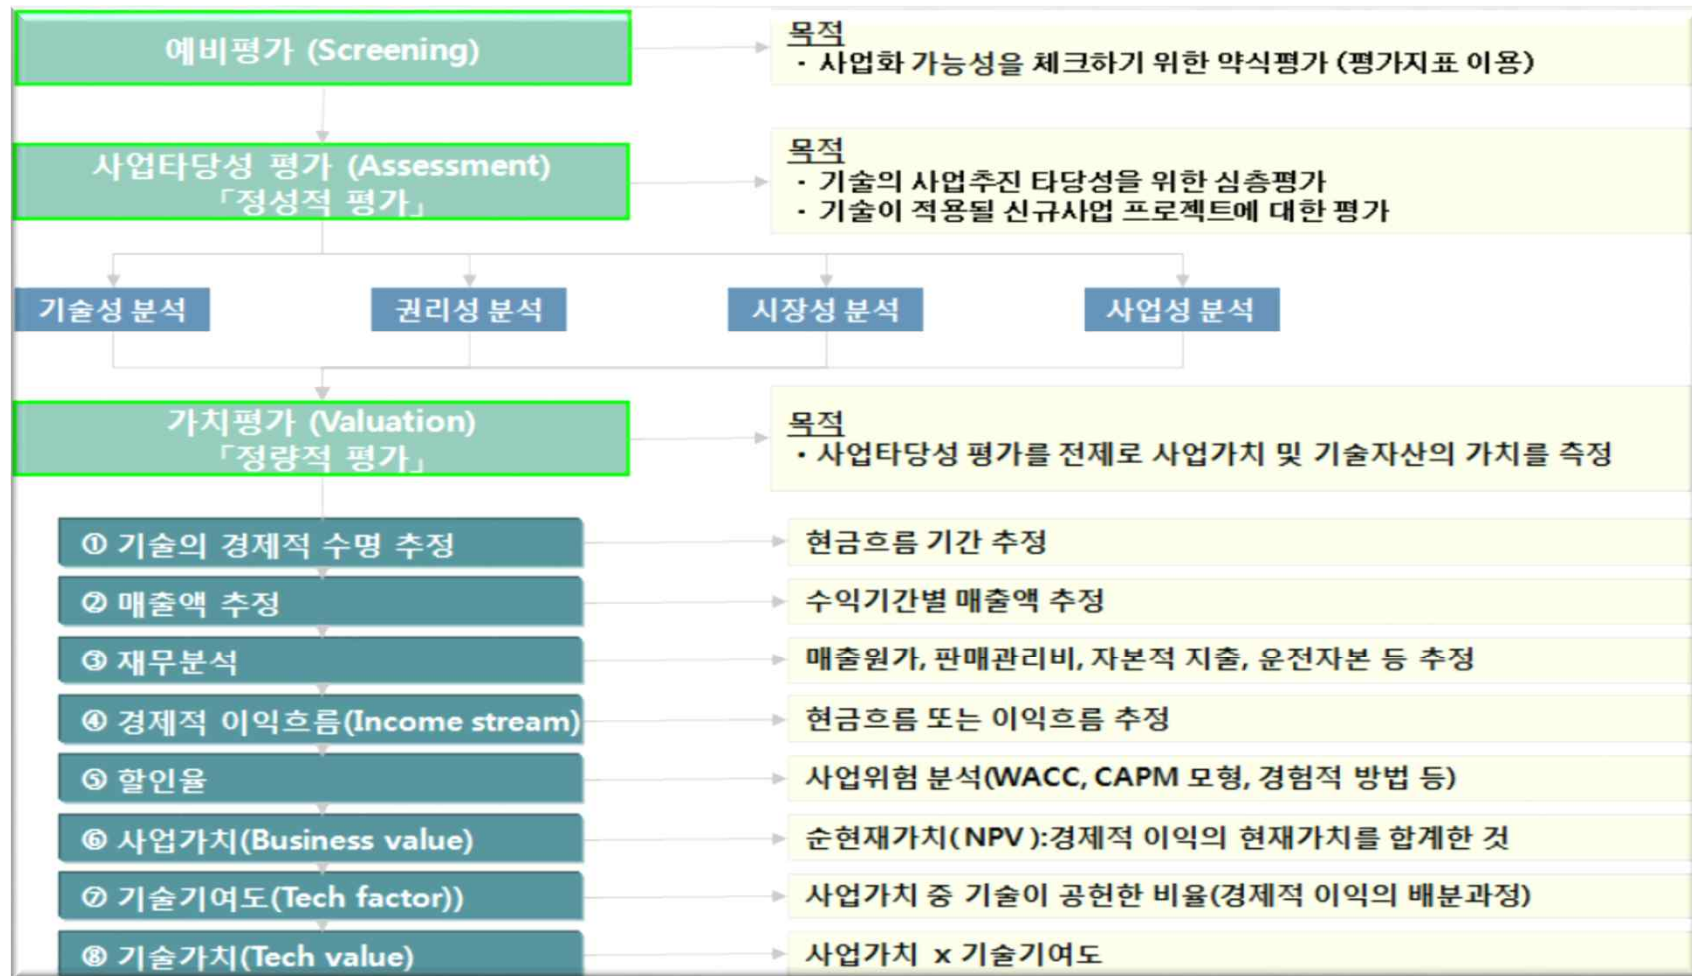 예비평가 (Screening)
목적
· 사업화 가능성을 체크하기 위한 약식평가 (평가지표 이용)
사업타당성 평가 (Assessment)
「정성적 평가」
목적
· 기술의 사업추진 타당성을 위한 심층평가
· 기술이 적용될 신규사업 프로젝트에 대한 평가
기술성 분석
권리성 분석
시장성 분석
사업성 분석
가치평가 (Valuation)
「정량적 평가」
목적
· 사업타당성 평가를 전제로 사업가치 및 기술자산의 가치를 측정
① 기술의 경제적 수명 추정
현금흐름 기간 추정
② 매출액 추정
수익기간별 매출액 추정
③ 재무분석
매출원가, 판매관리비, 자본적 지출, 운전자본 등 추정
④ 경제적 이익흐름(Income stream)
현금흐름 또는 이익흐름 추정
⑤ 할인율
사업위험 분석(WACC, CAPM 모형, 경험적 방법 등)
⑥ 사업가치(Business value)
순현재가치( NPV ):경제적 이익의 현재가치를 합계한 것
⑦ 기술기여도(Tech factor))
사업가치 중 기술이 공헌한 비율(경제적 이익의 배분과정)
⑧ 기술가치(Tech value)
사업가치 x 기술기여도